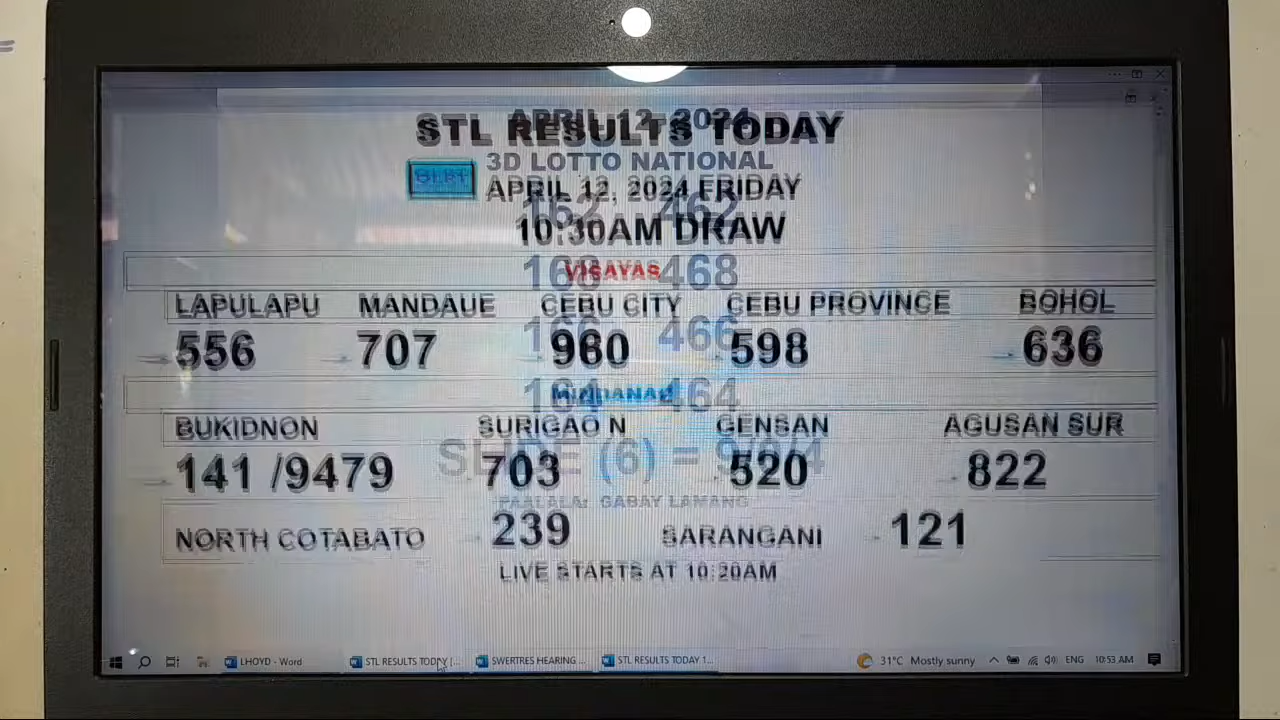 APRIL 12, 2024
STL RESULTS TODAY
3D LOTTO NATIONAL
APRIL 12, 2024 FRIDAY
162 462
10:30AM DRAW
168 468
VISAYAS
LAPULAPU MANDAUE CEBU CITY CEBU PROVINCE BOHOL
166 466
556 707 960 598 636
164 464
MINDANAO
BUKIDNON SURIGAO N GENSAN AGUSAN SUR
(6) =
141 /9479 703 520 822
PAALALA: GABAY LAMANG
NORTH COTABATO 239 SARANGANI 121
LIVE STARTS AT 10:20AM
LHOYD - Word STL RESULTS TODAY (... SWERTRES HEARING ... STL RESULTS TODAY 1... 31°C Mostly sunny ENG 10:53 AM